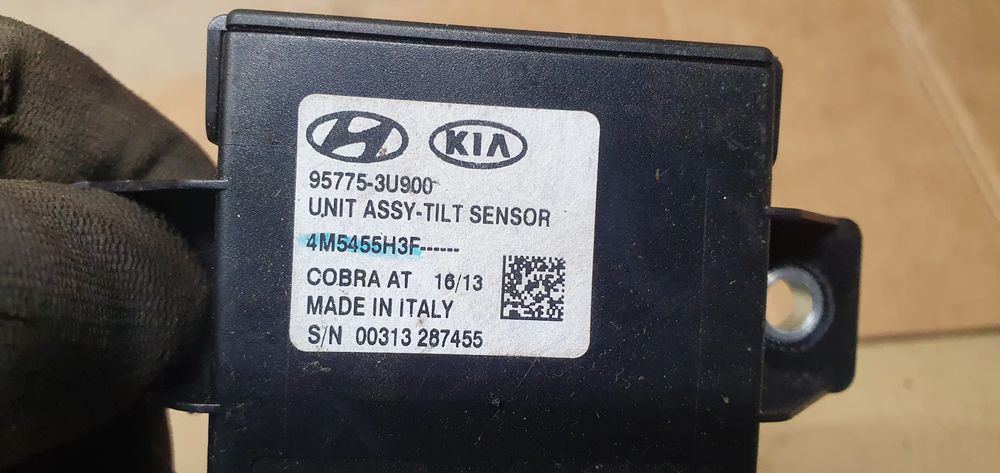 KIA
95775-3U900
UNIT ASSY-TILT SENSOR
4M5455H3F------
COBRA AT 16/13
MADE IN ITALY
S/N 00313 287455